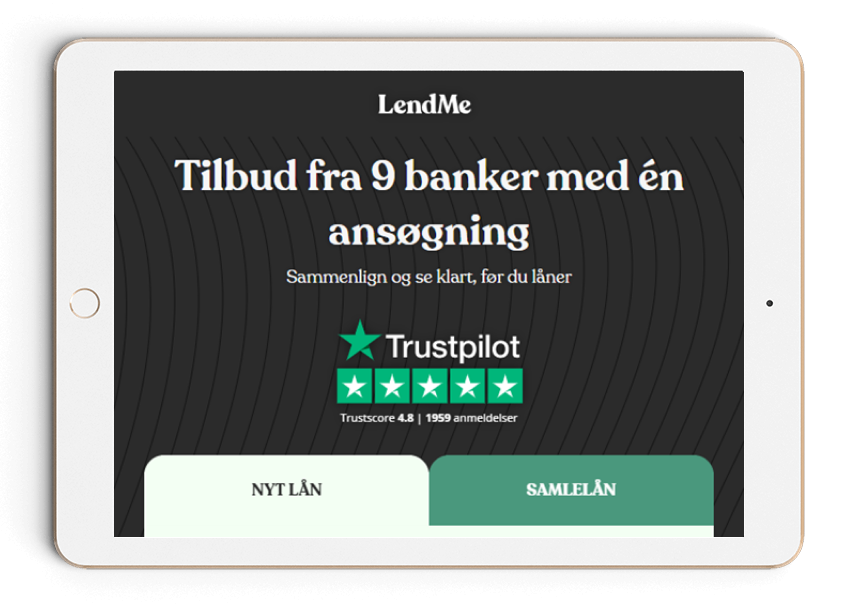 LendMe
Tilbud fra 9 banker med én
ansøgning
Sammenlign og se klart, før du låner
Trustpilot
Trustscore 4.8 | 1959 anmeldelser
NYT LÅN
SAMLELÅN